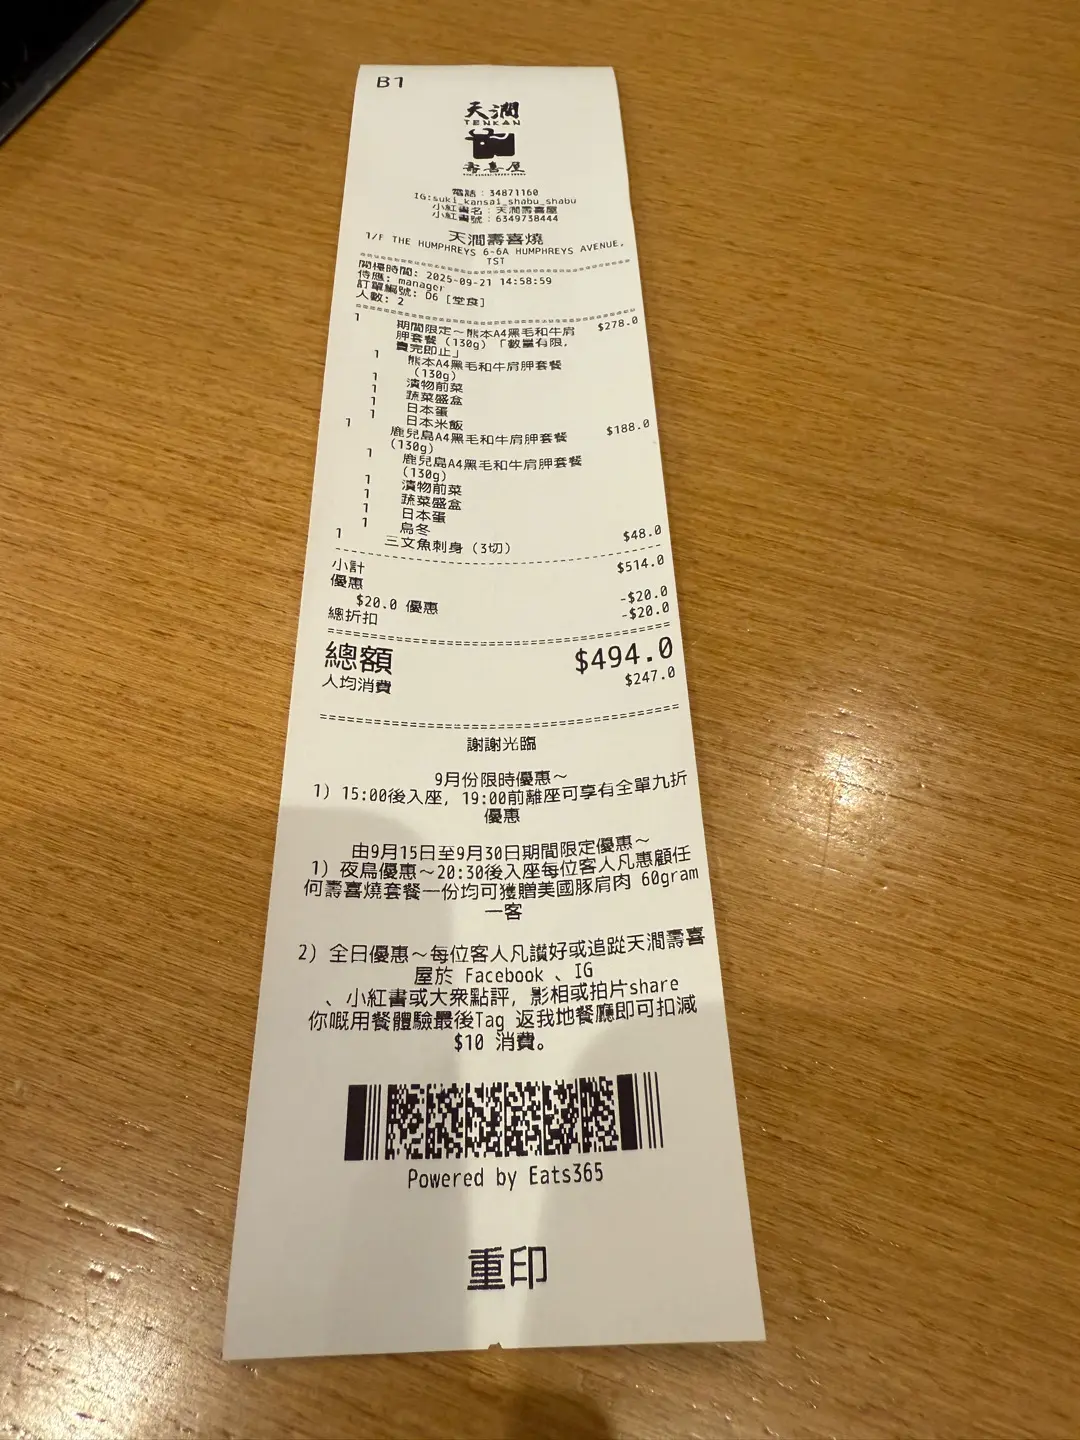 B1
天澗
TENKAN
壽喜屋
電話：34871160
IG:suki_kansai_shabu_shabu
小紅書名：天澗壽喜屋
小紅書號：6349738444
天澗壽喜燒
1/F THE HUMPHREYS 6-6A HUMPHREYS AVENUE,
TST
開檯時間: 2025-09-21 14:58:59
侍應: manager
訂單編號: D6 [堂食]
人數: 2
1 期間限定～熊本A4黑毛和牛肩 $278.0
胛套餐 (130g) 「數量有限,
賣完即止」
1 熊本A4黑毛和牛肩胛套餐
(130g)
1 漬物前菜
1 蔬菜盛盒
1 日本蛋
1 日本米飯
1 鹿兒島A4黑毛和牛肩胛套餐 $188.0
(130g)
1 鹿兒島A4黑毛和牛肩胛套餐
(130g)
1 漬物前菜
1 蔬菜盛盒
1 日本蛋
1 烏冬
1 三文魚刺身 (3切) $48.0
小計 $514.0
優惠
$20.0 優惠 -$20.0
總折扣 -$20.0
總額 $494.0
人均消費 $247.0
謝謝光臨
9月份限時優惠～
1) 15:00後入座, 19:00前離座可享有全單九折
優惠
由9月15日至9月30日期間限定優惠～
1) 夜鳥優惠～20:30後入座每位客人凡惠顧任
何壽喜燒套餐一份均可獲贈美國豚肩肉 60gram
一客
2) 全日優惠～每位客人凡讚好或追蹤天澗壽喜
屋於 Facebook 、IG
、小紅書或大衆點評, 影相或拍片share
你嘅用餐體驗最後Tag 返我地餐廳即可扣減
$10 消費。
Powered by Eats365
重印